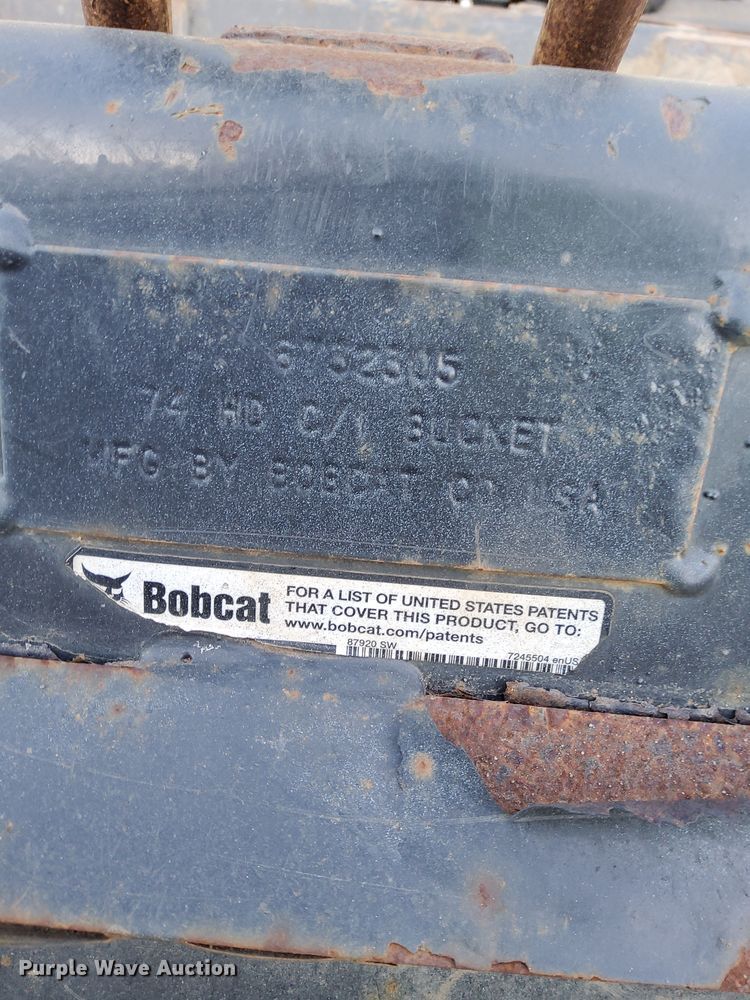 6732505
74 HD C/I BUCKET
MFG BY BOBCAT CO USA
Bobcat
FOR A LIST OF UNITED STATES PATENTS
THAT COVER THIS PRODUCT, GO TO:
www.bobcat.com/patents
87920 SW 7245504 enUS
Purple Wave Auction